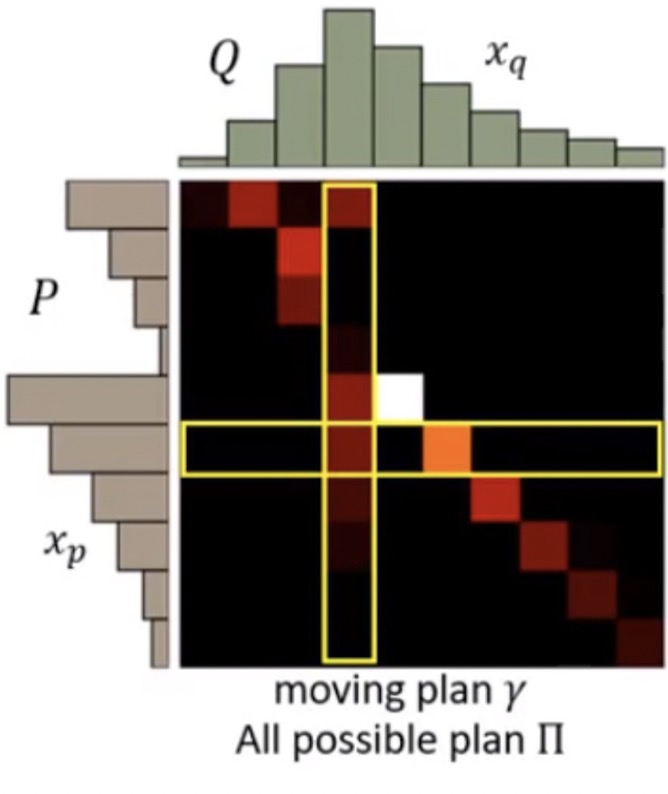 Q
x_q
P
x_p
moving plan γ
All possible plan Π